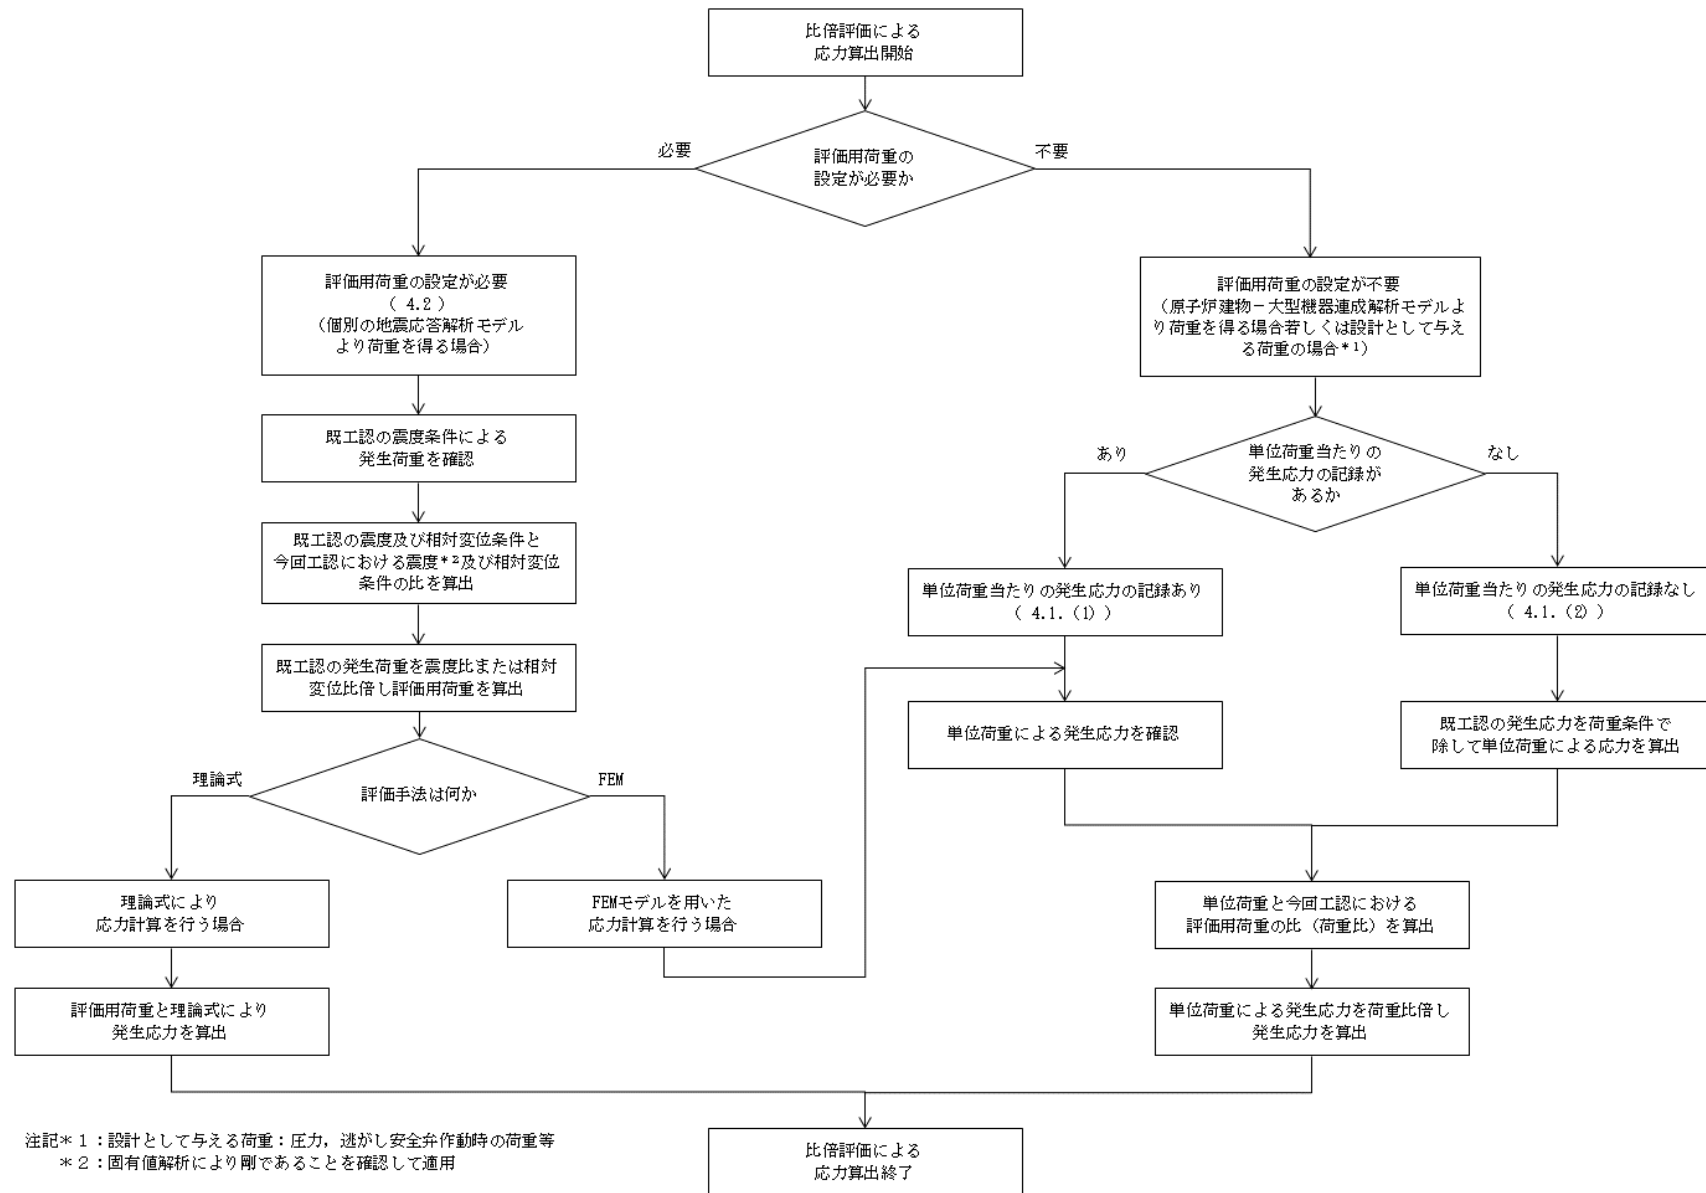 比倍評価による
応力算出開始
評価用荷重の
設定が必要か
必要
不要
評価用荷重の設定が必要
（ 4.2 ）
（個別の地震応答解析モデル
より荷重を得る場合）
評価用荷重の設定が不要
（原子炉建物－大型機器連成解析モデルよ
り荷重を得る場合若しくは設計として与え
る荷重の場合＊1）
既工認の震度条件による
発生荷重を確認
単位荷重当たりの
発生応力の記録が
あるか
あり
なし
既工認の震度及び相対変位条件と
今回工認における震度＊2及び相対変位
条件の比を算出
単位荷重当たりの発生応力の記録あり
（ 4.1.（1） ）
単位荷重当たりの発生応力の記録なし
（ 4.1.（2） ）
既工認の発生荷重を震度比または相対
変位比倍し評価用荷重を算出
単位荷重による発生応力を確認
既工認の発生応力を荷重条件で
除して単位荷重による応力を算出
評価手法は何か
理論式
FEM
理論式により
応力計算を行う場合
FEMモデルを用いた
応力計算を行う場合
単位荷重と今回工認における
評価用荷重の比（荷重比）を算出
評価用荷重と理論式により
発生応力を算出
単位荷重による発生応力を荷重比倍し
発生応力を算出
比倍評価による
応力算出終了
注記＊1：設計として与える荷重：圧力，逃がし安全弁作動時の荷重等
＊2：固有値解析により剛であることを確認して適用